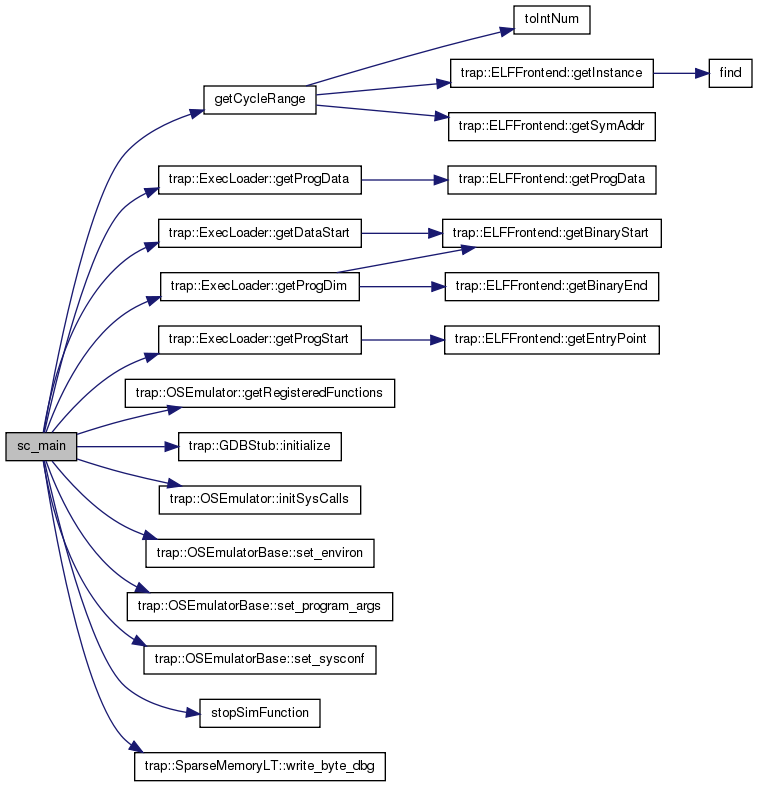 toIntNum
trap::ELFFrontend::getInstance
find
getCycleRange
trap::ELFFrontend::getSymAddr
trap::ExecLoader::getProgData
trap::ELFFrontend::getProgData
trap::ExecLoader::getDataStart
trap::ELFFrontend::getBinaryStart
trap::ExecLoader::getProgDim
trap::ELFFrontend::getBinaryEnd
trap::ExecLoader::getProgStart
trap::ELFFrontend::getEntryPoint
trap::OSEmulator::getRegisteredFunctions
sc_main
trap::GDBStub::initialize
trap::OSEmulator::initSysCalls
trap::OSEmulatorBase::set_environ
trap::OSEmulatorBase::set_program_args
trap::OSEmulatorBase::set_sysconf
stopSimFunction
trap::SparseMemoryLT::write_byte_dbg